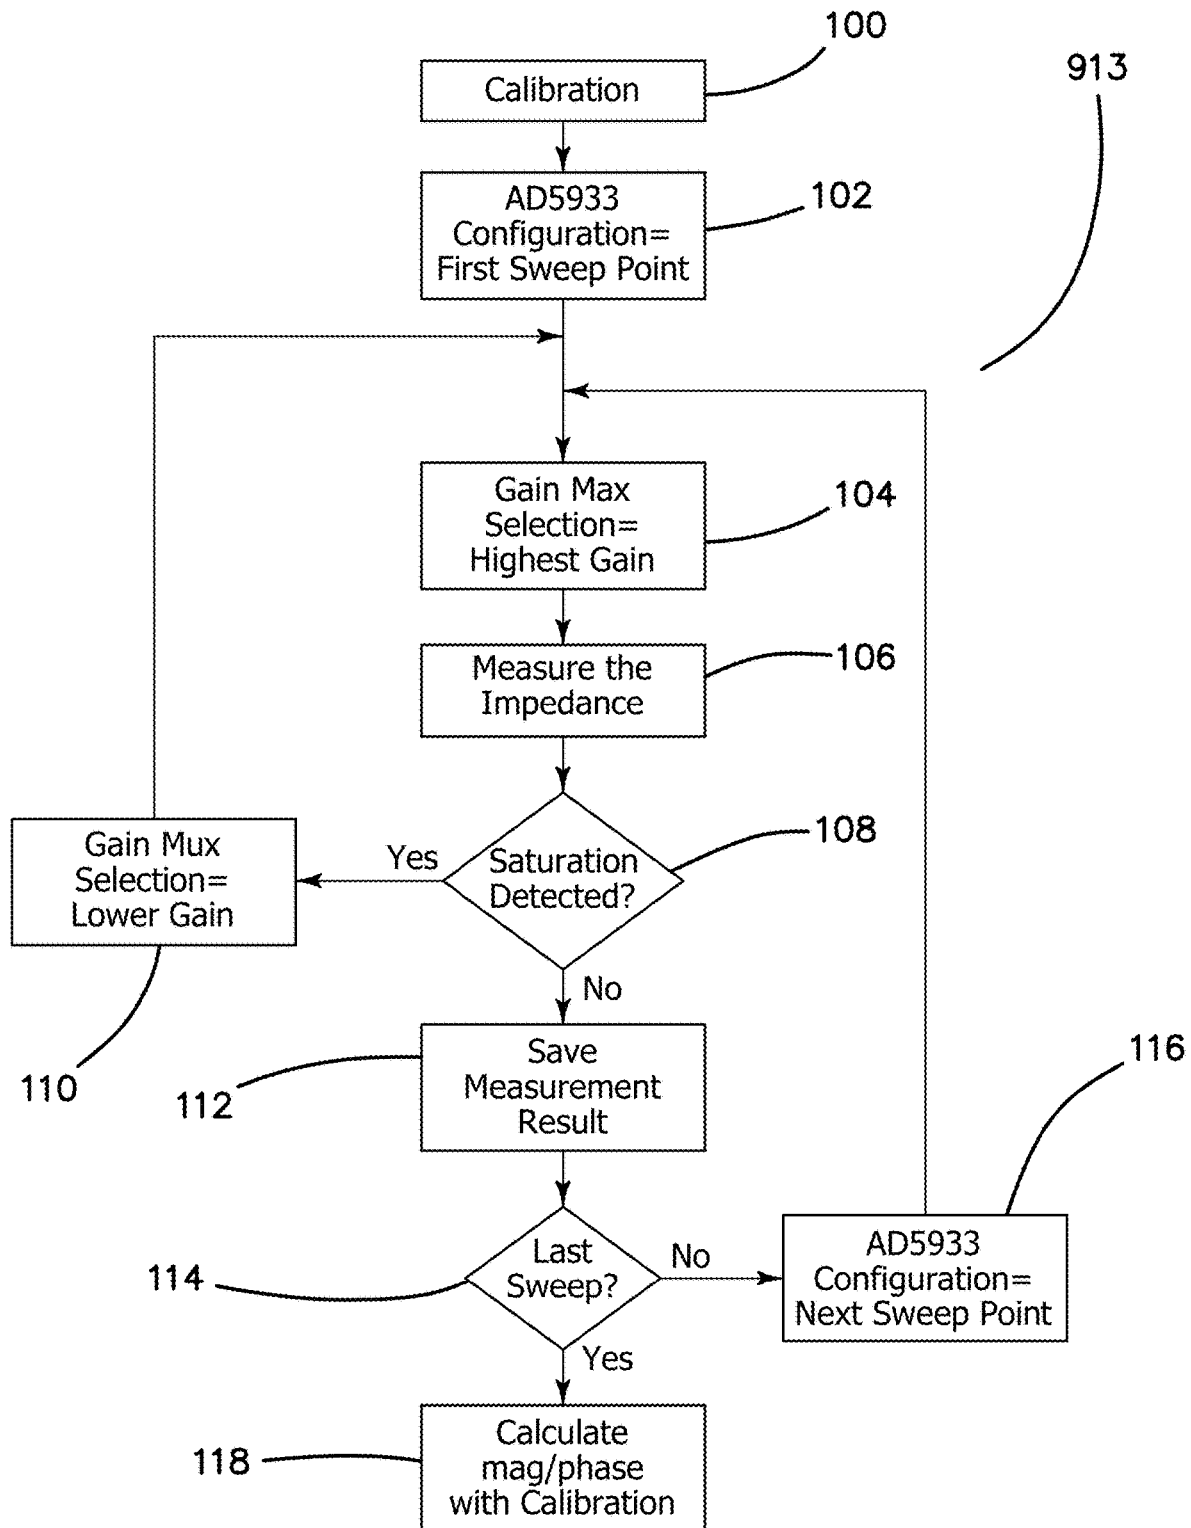 100
913
Calibration
AD5933
Configuration=
First Sweep Point
102
Gain Max
Selection=
Highest Gain
104
Measure the
Impedance
106
Saturation
Detected?
108
Yes
Gain Mux
Selection=
Lower Gain
110
No
Save
Measurement
Result
112
116
Last
Sweep?
114
No
AD5933
Configuration=
Next Sweep Point
Yes
Calculate
mag/phase
with Calibration
118